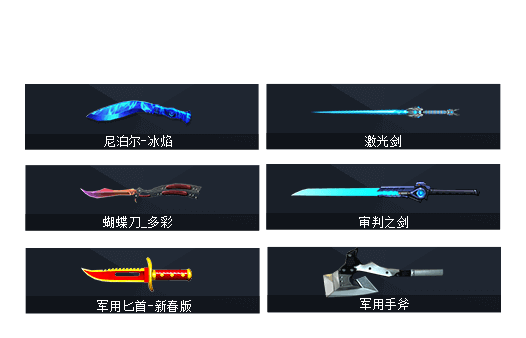 尼泊尔-冰焰
激光剑
蝴蝶刀_多彩
审判之剑
军用匕首-新春版
军用手斧